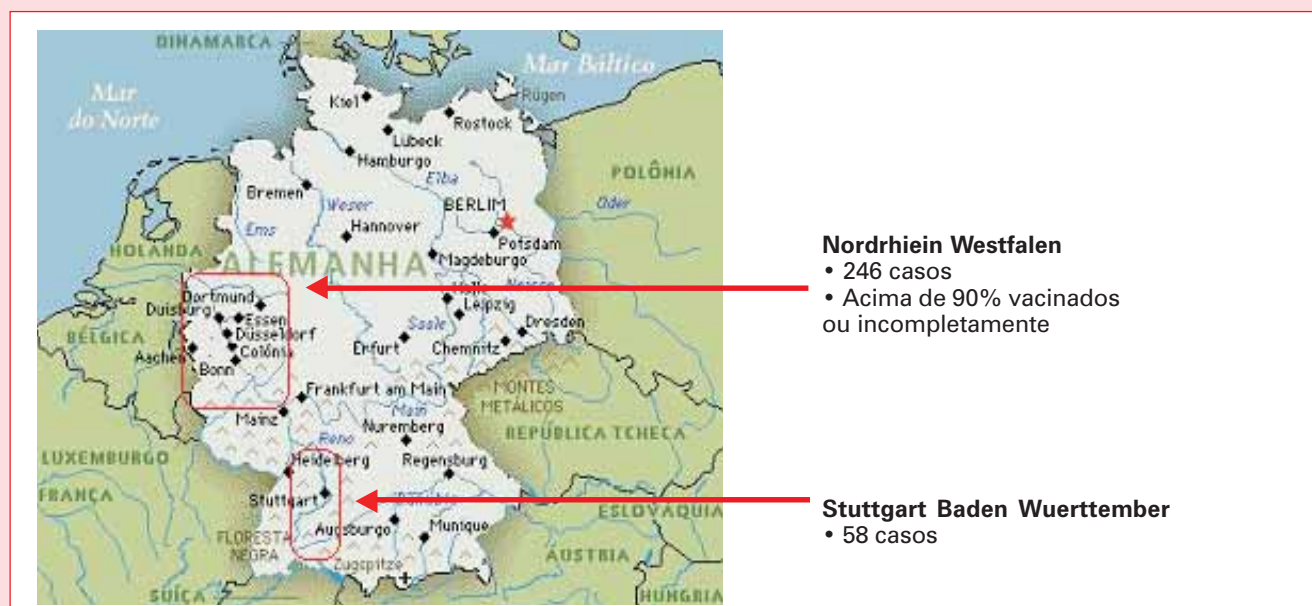 DINAMARCA
Mar Báltico
Mar
do Norte
Rügen
Kiel
Rostock
Lübeck
Hamburgo
POLÔNIA
Elba
Bremen
Weser
BERLIM
Oder
Ems
Hannover
Potsdam
HOLANDA
ALEMANHA
Magdeburgo
Neisse
Dortmund
Halle
Duisburg
Essen
Leipzig
Düsseldorf
Saale
Dresden
BÉLGICA
Colônia
Erfurt
Chemnitz
Aachen
Bonn
Frankfurt am Main
MONTES
METÁLICOS
Mainz
Main
Nuremberg
REPÚBLICA TCHECA
Reno
LUXEMBURGO
Heidelberg
Regensburg
FRANÇA
Stuttgart
Danúbio
ESLOVÁQUIA
Augsburgo
Munique
FLORESTA
NEGRA
Zugspitze
ÁUSTRIA
SUÍÇA
HUNGRIA
Nordrhiein Westfalen
• 246 casos
• Acima de 90% vacinados
ou incompletamente
Stuttgart Baden Wuerttember
• 58 casos